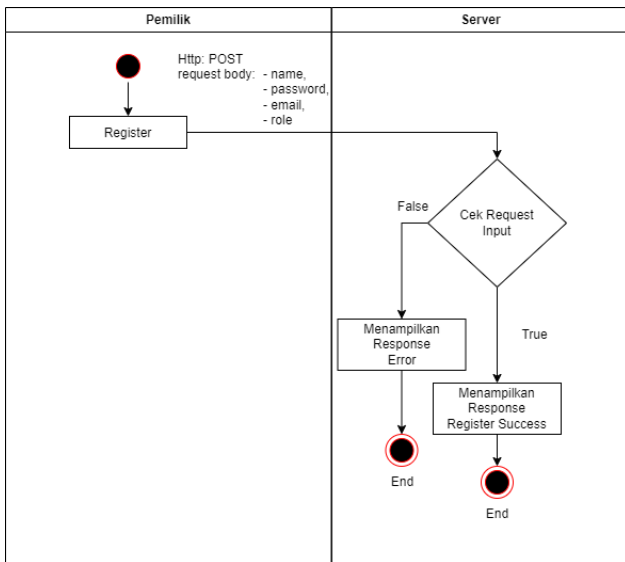 Pemilik
Server
Http: POST
request body: - name,
- password,
- email,
- role
Register
Cek Request
Input
False
True
Menampilkan
Response
Error
Menampilkan
Response
Register Success
End
End